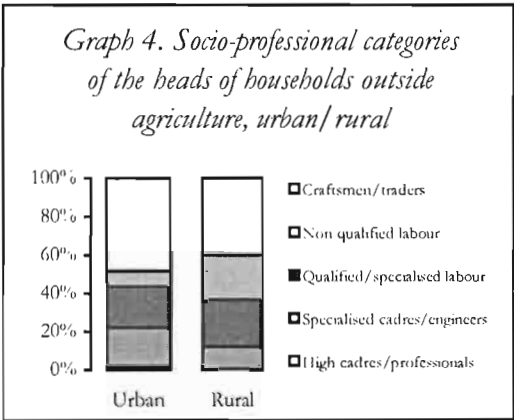 Graph 4. Socio-professional categories
of the heads of households outside
agriculture, urban/rural
100%
80%
60%
40%
20%
0%
Urban
Rural
Craftsmen/traders
Non qualified labour
Qualified/specialised labour
Specialised cadres/engineers
High cadres/professionals